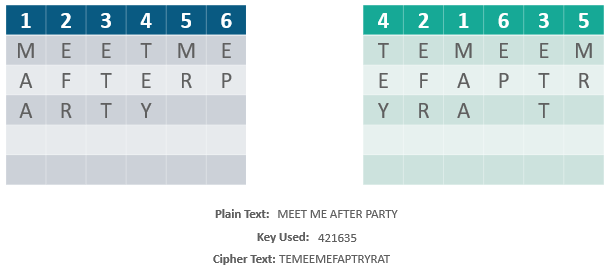 1 2 3 4 5 6
M E E T M E
A F T E R P
A R T Y
4 2 1 6 3 5
T E M E E M
E F A P T R
Y R A T
Plain Text: MEET ME AFTER PARTY
Key Used: 421635
Cipher Text: TEMEEMEFAPTRYRAT